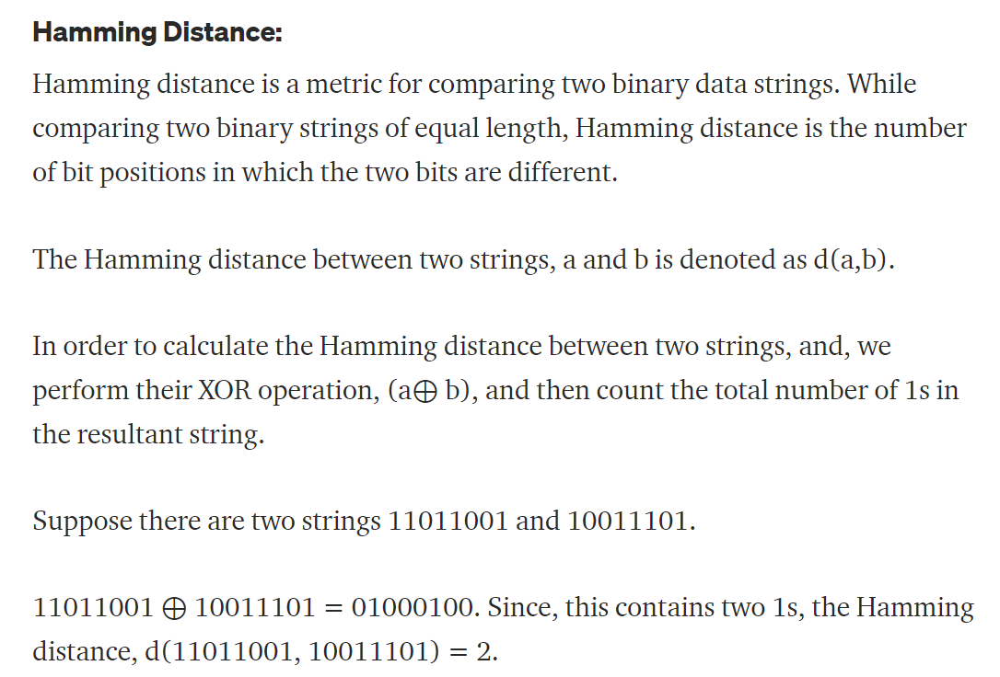 Hamming Distance:
Hamming distance is a metric for comparing two binary data strings. While
comparing two binary strings of equal length, Hamming distance is the number
of bit positions in which the two bits are different.
The Hamming distance between two strings, a and b is denoted as d(a,b).
In order to calculate the Hamming distance between two strings, and, we
perform their XOR operation, (a⊕ b), and then count the total number of 1s in
the resultant string.
Suppose there are two strings 11011001 and 10011101.
11011001 ⊕ 10011101 = 01000100. Since, this contains two 1s, the Hamming
distance, d(11011001, 10011101) = 2.